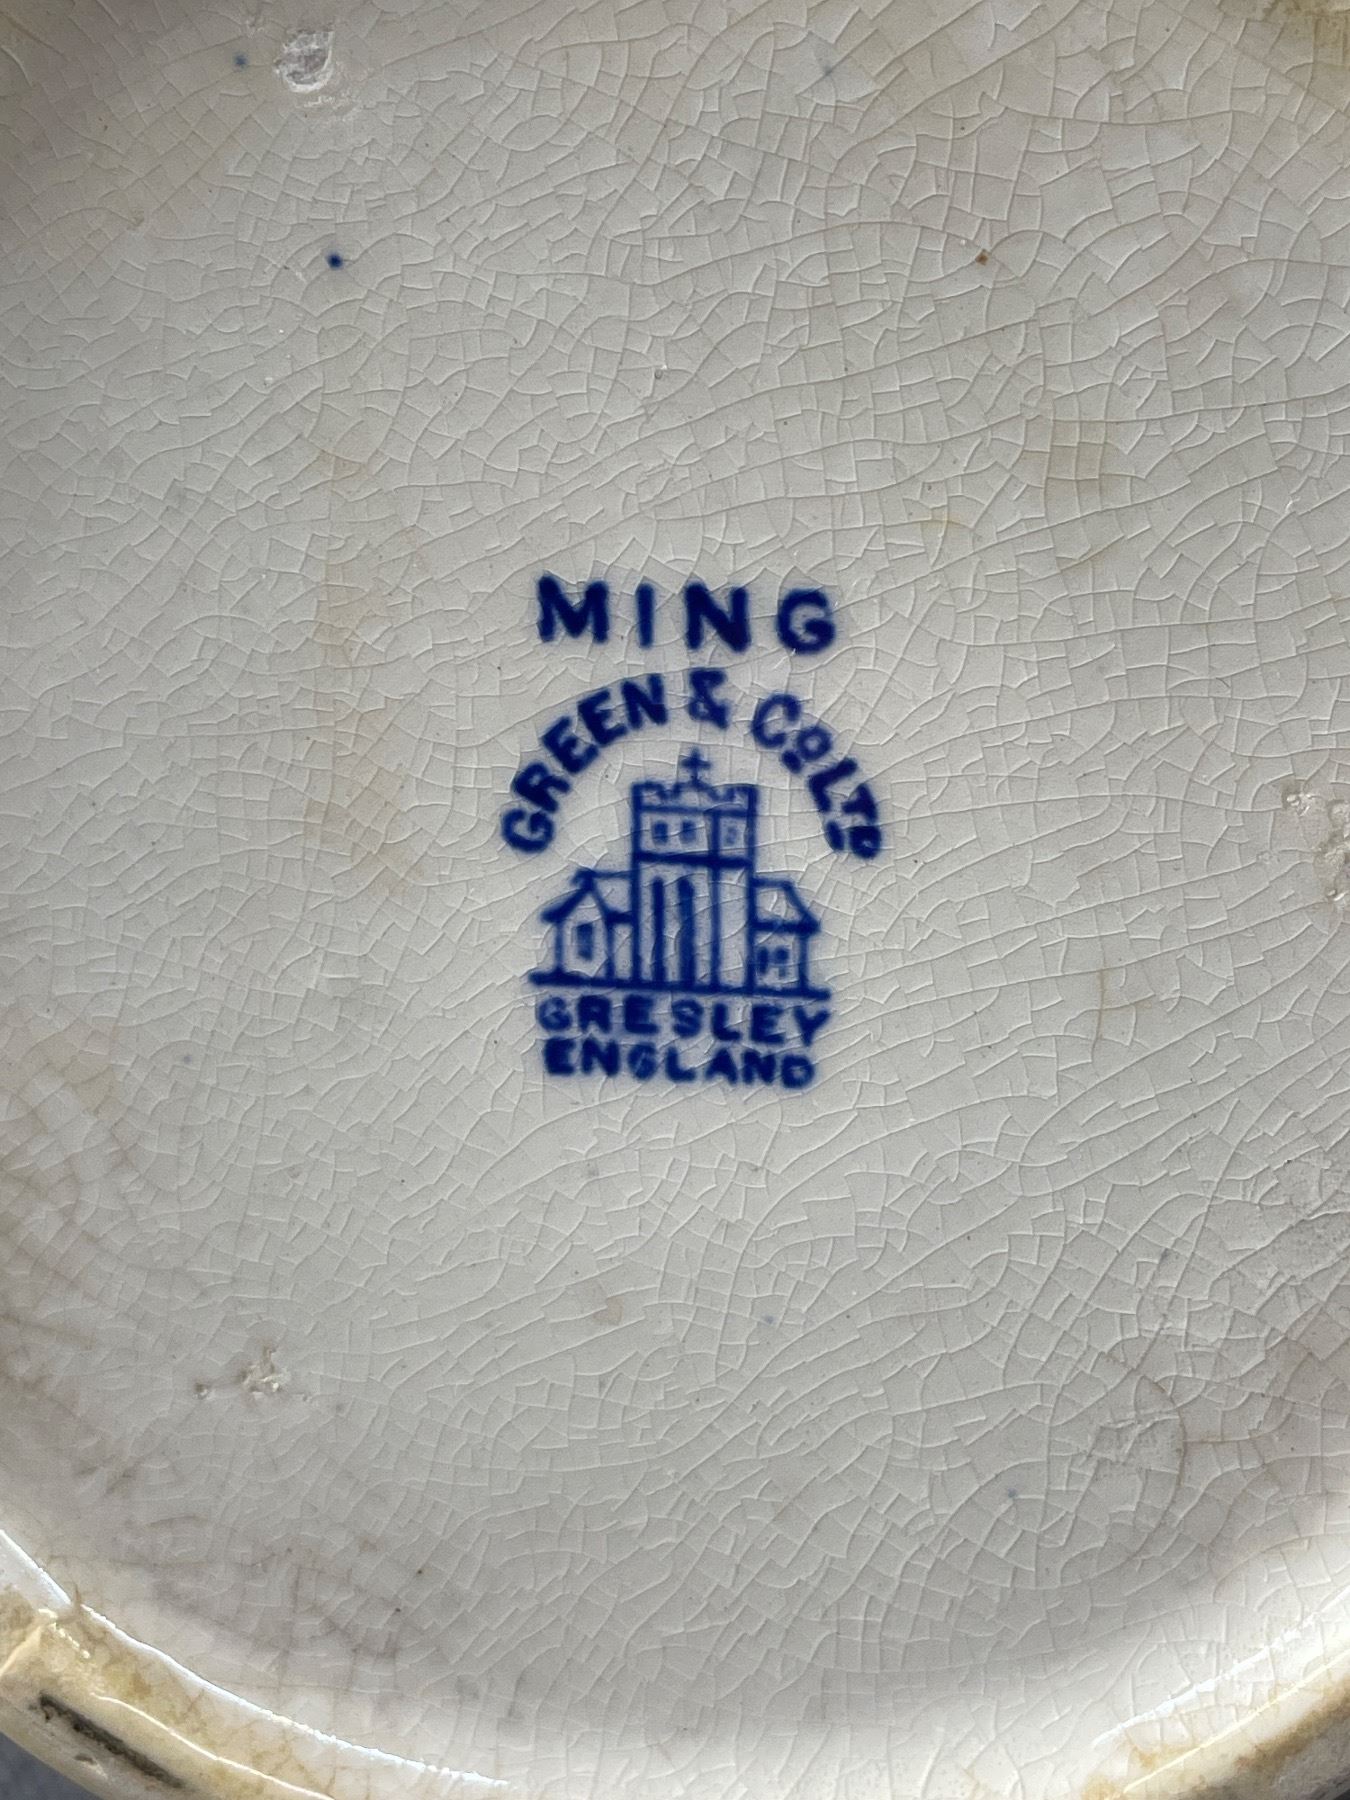 MING
GREEN & Co LTD
GRESLEY
ENGLAND